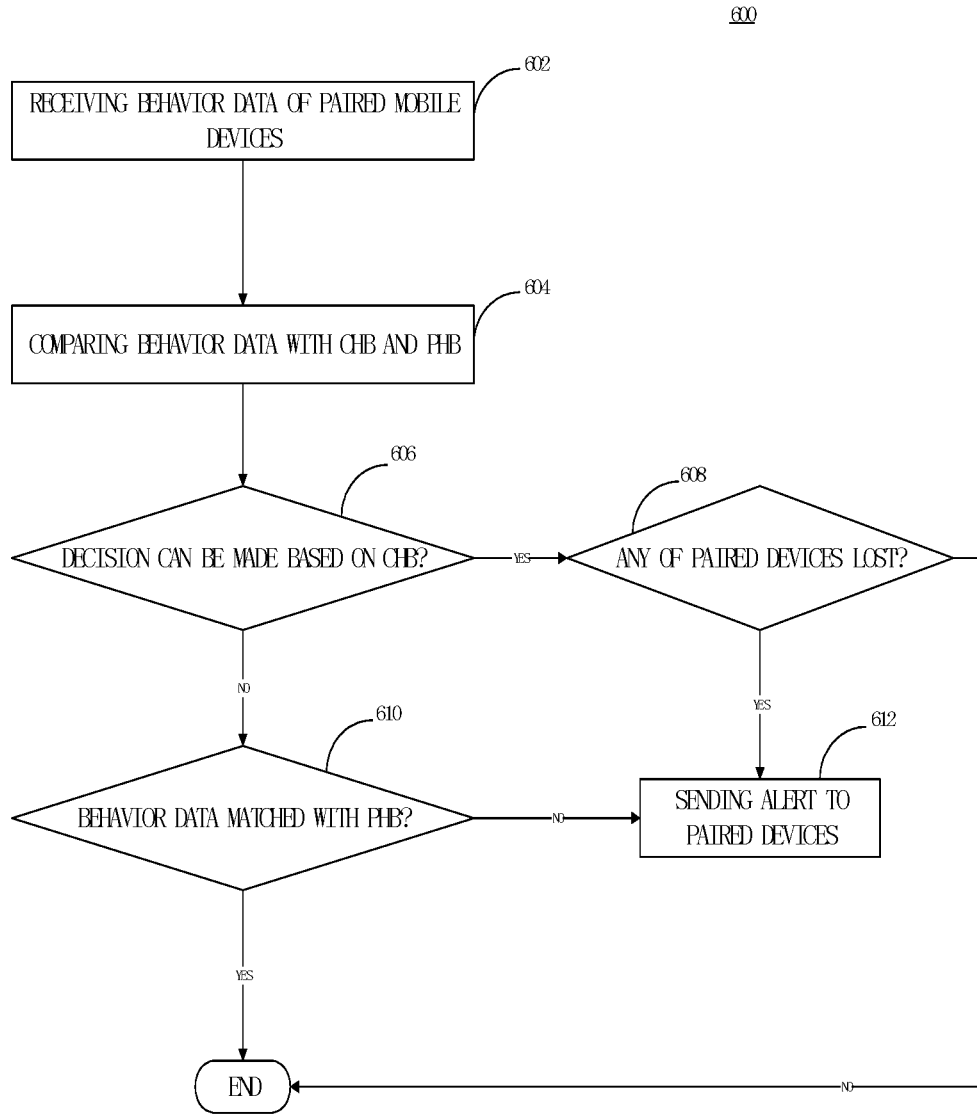 600
602
RECEIVING BEHAVIOR DATA OF PAIRED MOBILE
DEVICES
604
COMPARING BEHAVIOR DATA WITH CHB AND PHB
606
DECISION CAN BE MADE BASED ON CHB?
YES
608
ANY OF PAIRED DEVICES LOST?
NO
YES
610
BEHAVIOR DATA MATCHED WITH PHB?
NO
612
SENDING ALERT TO
PAIRED DEVICES
YES
END
NO